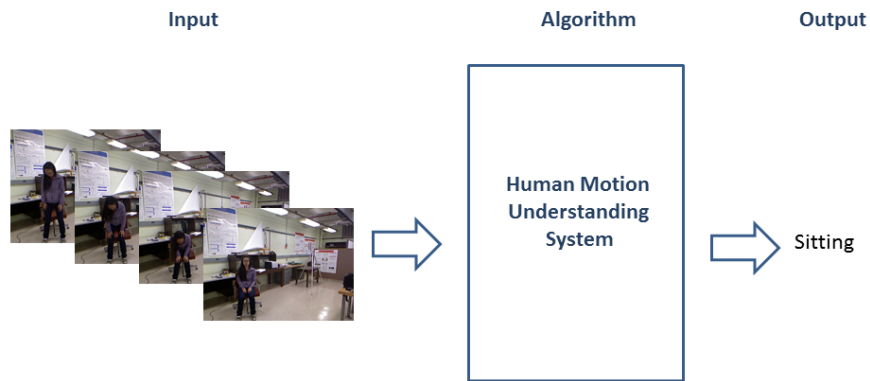 Input
Algorithm
Output
Human Motion
Understanding
System
Sitting